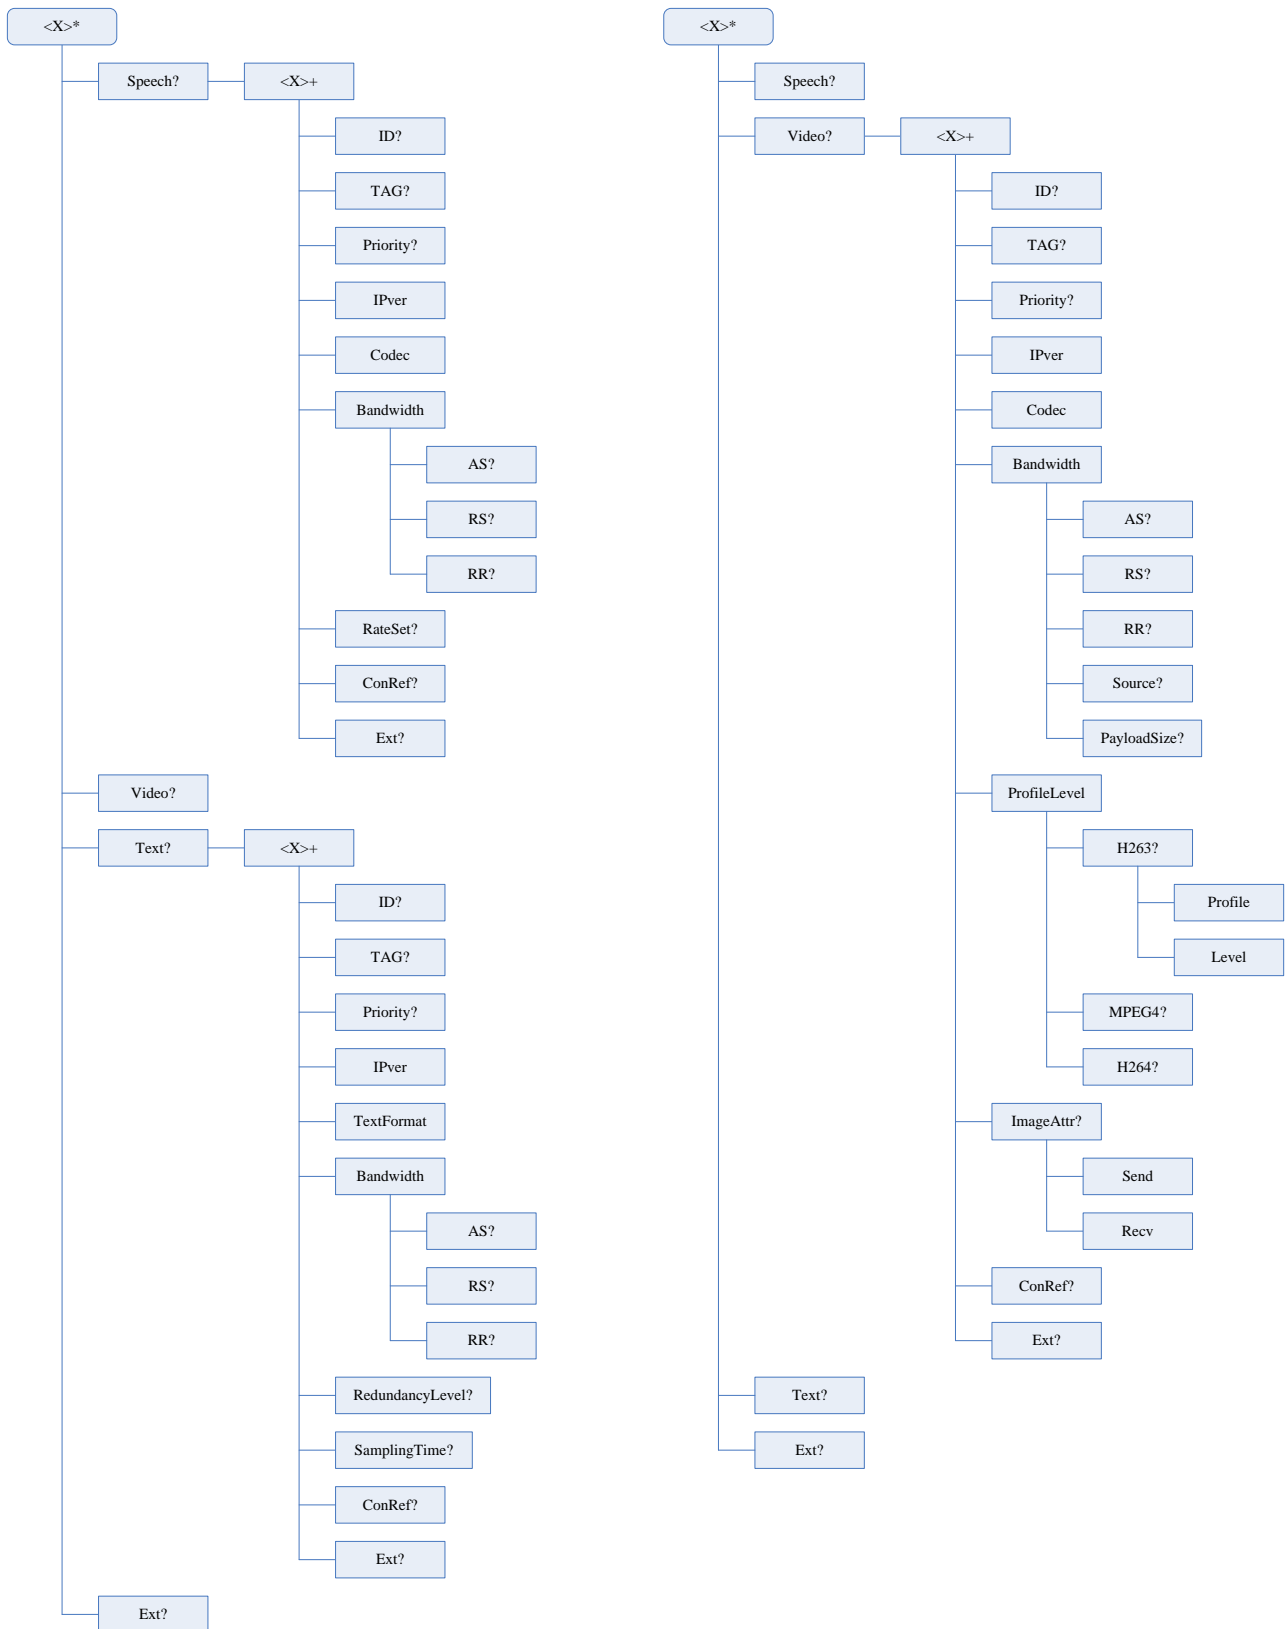 <X>*
Speech?
<X>+
ID?
TAG?
Priority?
IPver
Codec
Bandwidth
AS?
RS?
RR?
RateSet?
ConRef?
Ext?
Video?
Text?
<X>+
ID?
TAG?
Priority?
IPver
TextFormat
Bandwidth
AS?
RS?
RR?
RedundancyLevel?
SamplingTime?
ConRef?
Ext?
Ext?
<X>*
Speech?
Video?
<X>+
ID?
TAG?
Priority?
IPver
Codec
Bandwidth
AS?
RS?
RR?
Source?
PayloadSize?
ProfileLevel
H263?
Profile
Level
MPEG4?
H264?
ImageAttr?
Send
Recv
ConRef?
Ext?
Text?
Ext?